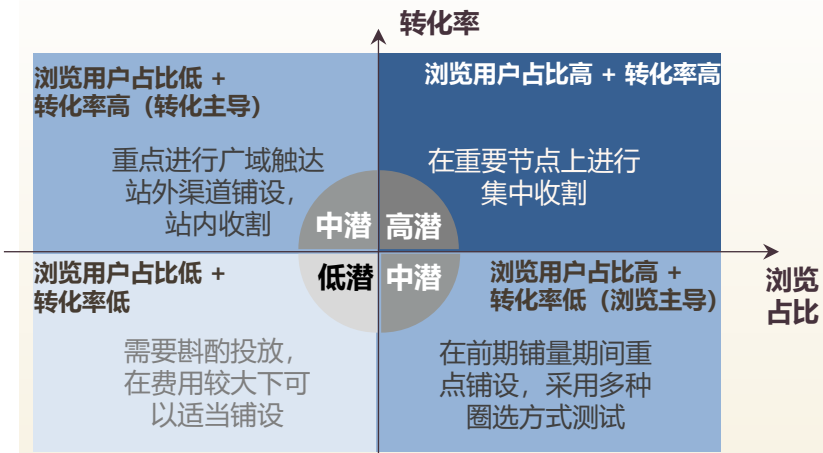 转化率
浏览用户占比低 +
转化率高（转化主导）
重点进行广域触达
站外渠道铺设，
站内收割
浏览用户占比高 + 转化率高
在重要节点上进行
集中收割
中潜
高潜
低潜
中潜
浏览用户占比低 +
转化率低
需要斟酌投放，
在费用较大下可
以适当铺设
浏览用户占比高 +
转化率低（浏览主导）
在前期铺量期间重
点铺设，采用多种
圈选方式测试
浏览
占比